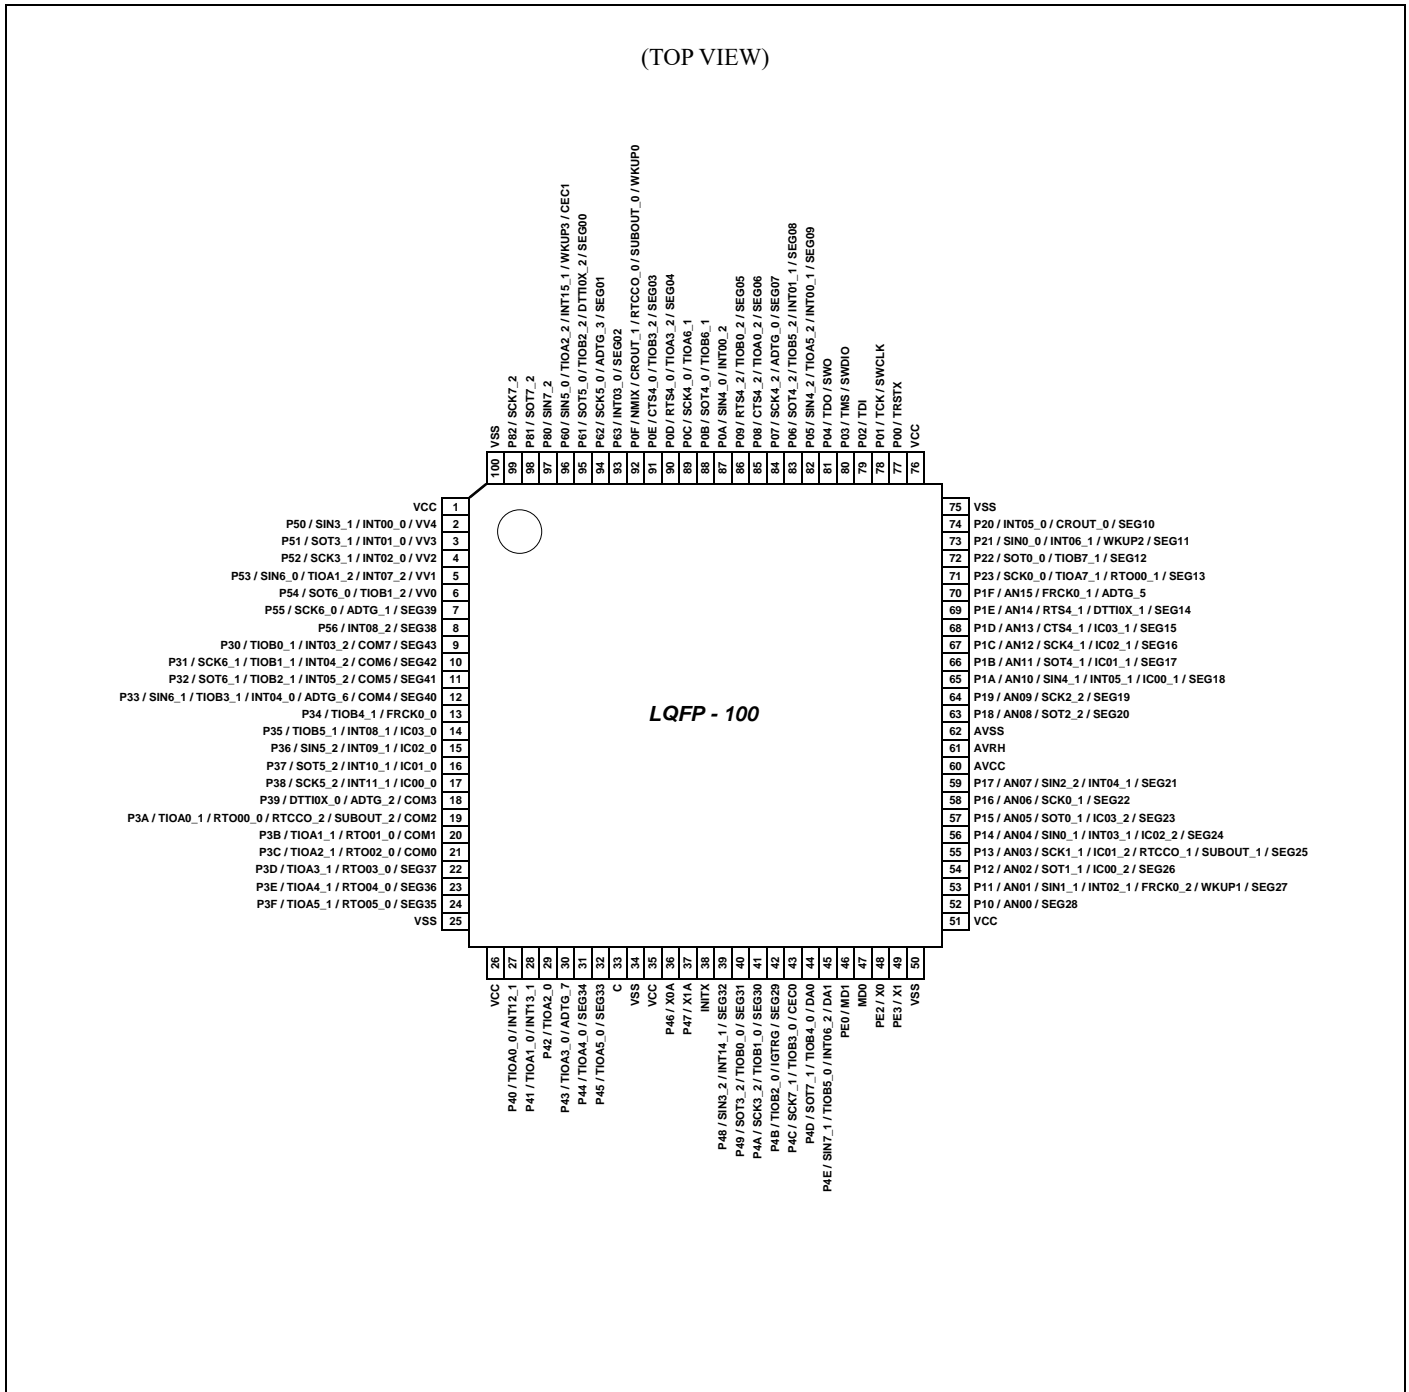 (TOP VIEW)
VSS
P82 / SCK7_2
P81 / SOT7_2
P80 / SIN7_2
P60 / SIN5_0 / TIOA2_2 / INT15_1 / WKUP3 / CEC1
P61 / SOT5_0 / TIOB2_2 / DTTI0X_2 / SEG00
P62 / SCK5_0 / ADTG_3 / SEG01
P63 / INT03_0 / SEG02
P0F / NMIX / CROUT_1 / RTCCO_0 / SUBOUT_0 / WKUP0
P0E / CTS4_0 / TIOB3_2 / SEG03
P0D / RTS4_0 / TIOA3_2 / SEG04
P0C / SCK4_0 / TIOA6_1
P0B / SOT4_0 / TIOB6_1
P0A / SIN4_0 / INT00_2
P09 / RTS4_2 / TIOB0_2 / SEG05
P08 / CTS4_2 / TIOA0_2 / SEG06
P07 / SCK4_2 / ADTG_0 / SEG07
P06 / SOT4_2 / TIOB5_2 / INT01_1 / SEG08
P05 / SIN4_2 / TIOA5_2 / INT00_1 / SEG09
P04 / TDO / SWO
P03 / TMS / SWDIO
P02 / TDI
P01 / TCK / SWCLK
P00 / TRSTX
VCC
100 99 98 97 96 95 94 93 92 91 90 89 88 87 86 85 84 83 82 81 80 79 78 77 76
VCC 1
P50 / SIN3_1 / INT00_0 / VV4 2
P51 / SOT3_1 / INT01_0 / VV3 3
P52 / SCK3_1 / INT02_0 / VV2 4
P53 / SIN6_0 / TIOA1_2 / INT07_2 / VV1 5
P54 / SOT6_0 / TIOB1_2 / VV0 6
P55 / SCK6_0 / ADTG_1 / SEG39 7
P56 / INT08_2 / SEG38 8
P30 / TIOB0_1 / INT03_2 / COM7 / SEG43 9
P31 / SCK6_1 / TIOB1_1 / INT04_2 / COM6 / SEG42 10
P32 / SOT6_1 / TIOB2_1 / INT05_2 / COM5 / SEG41 11
P33 / SIN6_1 / TIOB3_1 / INT04_0 / ADTG_6 / COM4 / SEG40 12
P34 / TIOB4_1 / FRCK0_0 13
P35 / TIOB5_1 / INT08_1 / IC03_0 14
P36 / SIN5_2 / INT09_1 / IC02_0 15
P37 / SOT5_2 / INT10_1 / IC01_0 16
P38 / SCK5_2 / INT11_1 / IC00_0 17
P39 / DTTI0X_0 / ADTG_2 / COM3 18
P3A / TIOA0_1 / RTO00_0 / RTCCO_2 / SUBOUT_2 / COM2 19
P3B / TIOA1_1 / RTO01_0 / COM1 20
P3C / TIOA2_1 / RTO02_0 / COM0 21
P3D / TIOA3_1 / RTO03_0 / SEG37 22
P3E / TIOA4_1 / RTO04_0 / SEG36 23
P3F / TIOA5_1 / RTO05_0 / SEG35 24
VSS 25
LQFP - 100
75 VSS
74 P20 / INT05_0 / CROUT_0 / SEG10
73 P21 / SIN0_0 / INT06_1 / WKUP2 / SEG11
72 P22 / SOT0_0 / TIOB7_1 / SEG12
71 P23 / SCK0_0 / TIOA7_1 / RTO00_1 / SEG13
70 P1F / AN15 / FRCK0_1 / ADTG_5
69 P1E / AN14 / RTS4_1 / DTTI0X_1 / SEG14
68 P1D / AN13 / CTS4_1 / IC03_1 / SEG15
67 P1C / AN12 / SCK4_1 / IC02_1 / SEG16
66 P1B / AN11 / SOT4_1 / IC01_1 / SEG17
65 P1A / AN10 / SIN4_1 / INT05_1 / IC00_1 / SEG18
64 P19 / AN09 / SCK2_2 / SEG19
63 P18 / AN08 / SOT2_2 / SEG20
62 AVSS
61 AVRH
60 AVCC
59 P17 / AN07 / SIN2_2 / INT04_1 / SEG21
58 P16 / AN06 / SCK0_1 / SEG22
57 P15 / AN05 / SOT0_1 / IC03_2 / SEG23
56 P14 / AN04 / SIN0_1 / INT03_1 / IC02_2 / SEG24
55 P13 / AN03 / SCK1_1 / IC01_2 / RTCCO_1 / SUBOUT_1 / SEG25
54 P12 / AN02 / SOT1_1 / IC00_2 / SEG26
53 P11 / AN01 / SIN1_1 / INT02_1 / FRCK0_2 / WKUP1 / SEG27
52 P10 / AN00 / SEG28
51 VCC
26 27 28 29 30 31 32 33 34 35 36 37 38 39 40 41 42 43 44 45 46 47 48 49 50
VCC
P40 / TIOA0_0 / INT12_1
P41 / TIOA1_0 / INT13_1
P42 / TIOA2_0
P43 / TIOA3_0 / ADTG_7
P44 / TIOA4_0 / SEG34
P45 / TIOA5_0 / SEG33
C
VSS
VCC
P46 / X0A
P47 / X1A
INITX
P48 / SIN3_2 / INT14_1 / SEG32
P49 / SOT3_2 / TIOB0_0 / SEG31
P4A / SCK3_2 / TIOB1_0 / SEG30
P4B / TIOB2_0 / IGTRG / SEG29
P4C / SCK7_1 / TIOB3_0 / CEC0
P4D / SOT7_1 / TIOB4_0 / DA0
P4E / SIN7_1 / TIOB5_0 / INT06_2 / DA1
PE0 / MD1
MD0
PE2 / X0
PE3 / X1
VSS